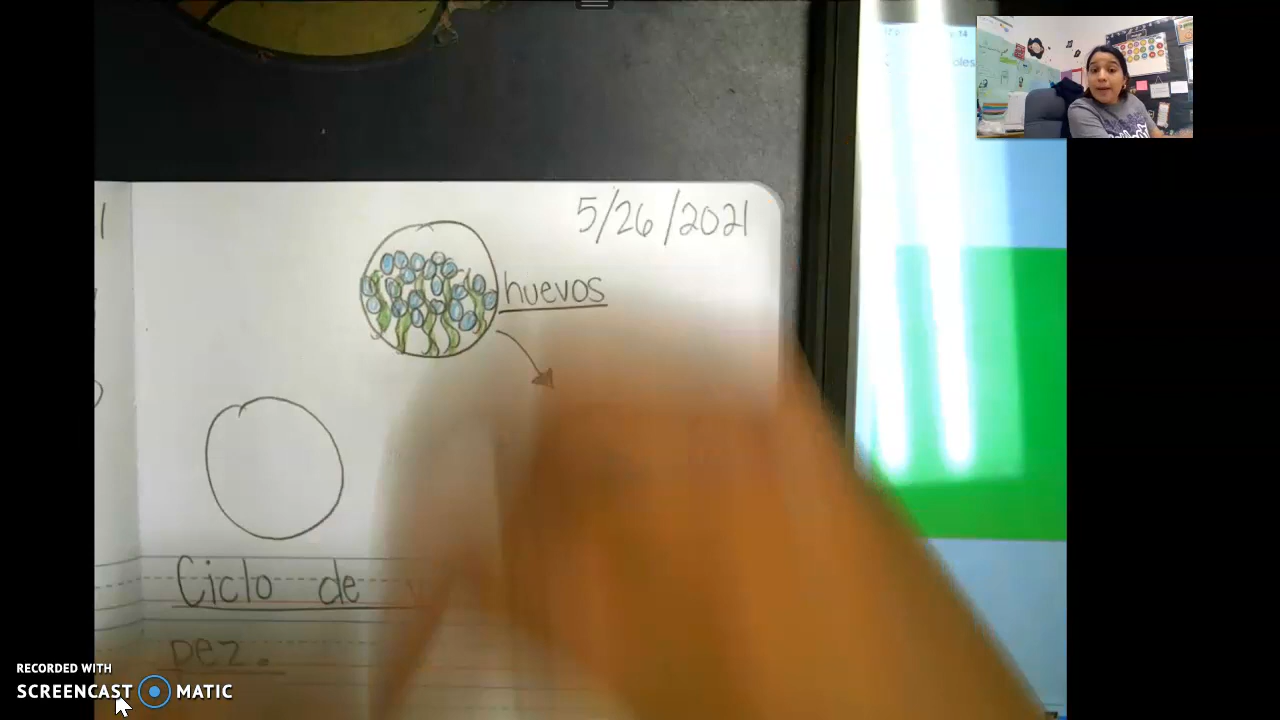 5/26/2021
huevos
Ciclo de
pez.
RECORDED WITH
SCREENCAST MATIC